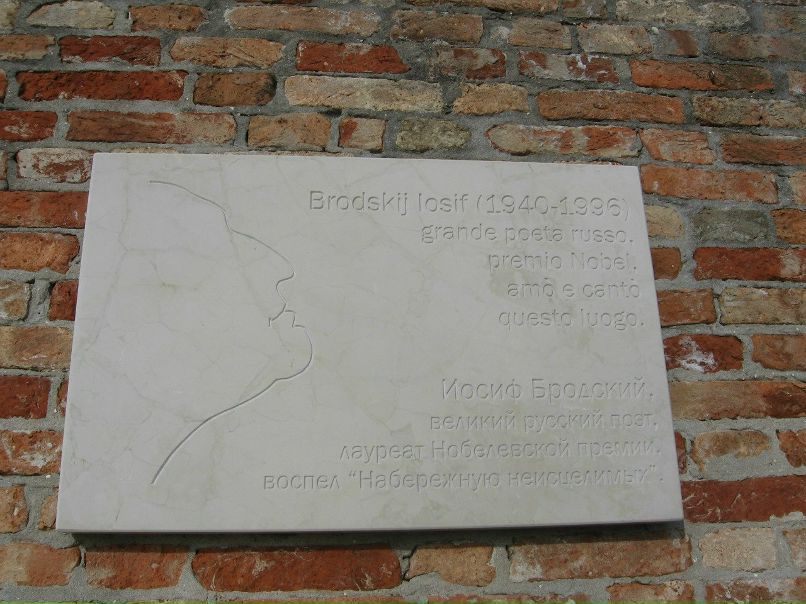 Brodskij Iosif (1940-1996)
grande poeta russo.
premio Nobel,
amò e cantò
questo luogo.
Иосиф Бродский,
великий русский поэт,
лауреат Нобелевской премии,
воспел "Набережную неисцелимых".